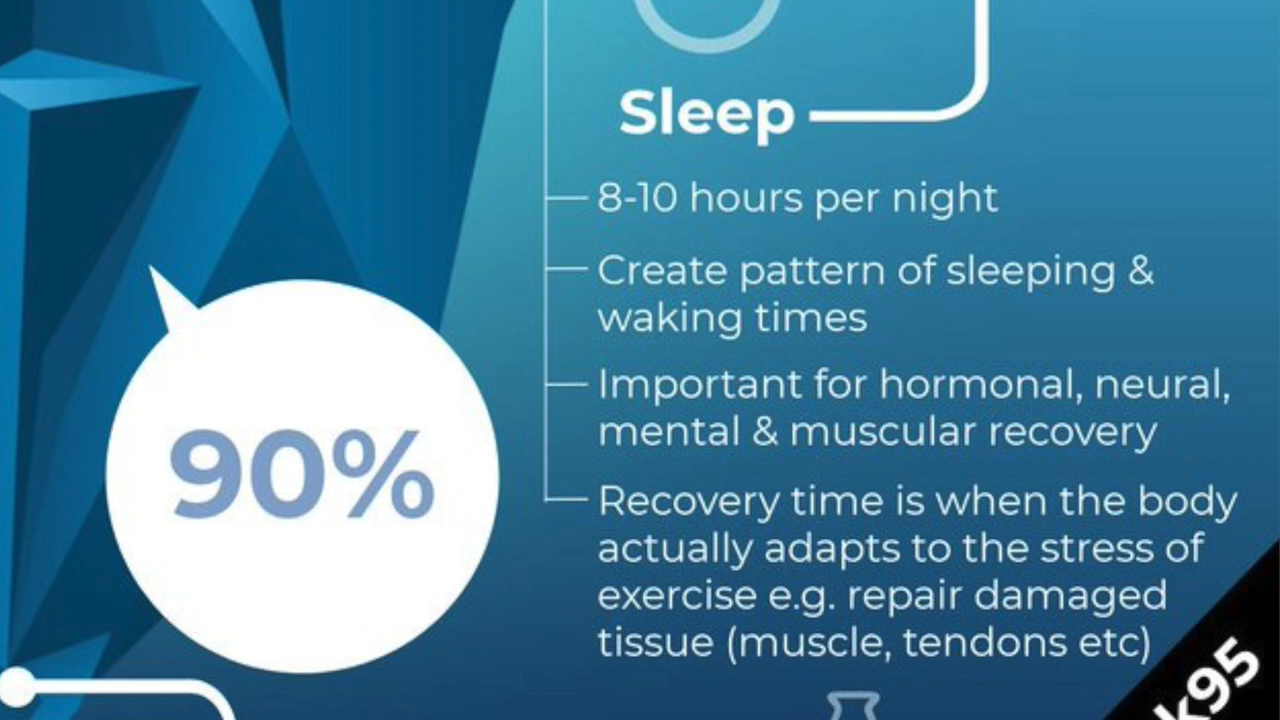 Sleep
8-10 hours per night
Create pattern of sleeping &
waking times
Important for hormonal, neural,
mental & muscular recovery
90%
Recovery time is when the body
actually adapts to the stress of
exercise e.g. repair damaged
tissue (muscle, tendons etc)
k95